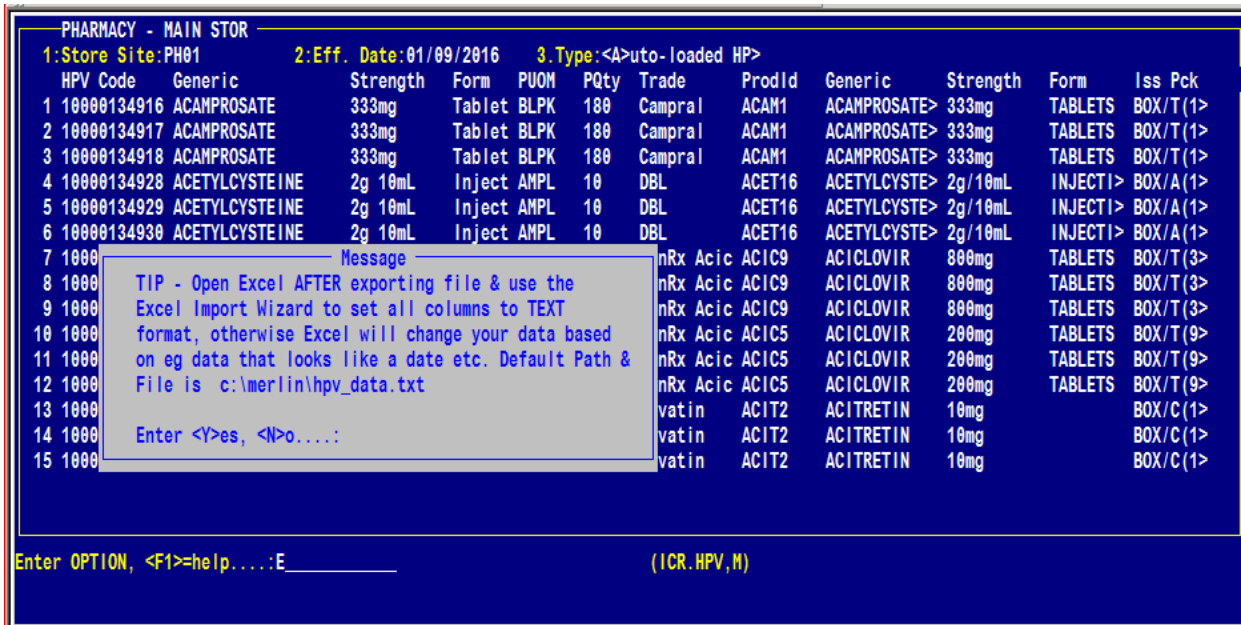 PHARMACY - MAIN STOR
1:Store Site:PH01 2:Eff. Date:01/09/2016 3.Type:<A>uto-loaded HP>
HPV Code Generic Strength Form PUOM PQty Trade ProdId Generic Strength Form Iss Pck
1 10000134916 ACAMPROSATE 333mg Tablet BLPK 180 Campral ACAM1 ACAMPROSATE> 333mg TABLETS BOX/T(1>
2 10000134917 ACAMPROSATE 333mg Tablet BLPK 180 Campral ACAM1 ACAMPROSATE> 333mg TABLETS BOX/T(1>
3 10000134918 ACAMPROSATE 333mg Tablet BLPK 180 Campral ACAM1 ACAMPROSATE> 333mg TABLETS BOX/T(1>
4 10000134928 ACETYLCYSTEINE 2g 10mL Inject AMPL 10 DBL ACET16 ACETYLCYSTE> 2g/10mL INJECTI> BOX/A(1>
5 10000134929 ACETYLCYSTEINE 2g 10mL Inject AMPL 10 DBL ACET16 ACETYLCYSTE> 2g/10mL INJECTI> BOX/A(1>
6 10000134930 ACETYLCYSTEINE 2g 10mL Inject AMPL 10 DBL ACET16 ACETYLCYSTE> 2g/10mL INJECTI> BOX/A(1>
7 1000 Message nRx Acic ACIC9 ACICLOVIR 800mg TABLETS BOX/T(3>
8 1000 TIP - Open Excel AFTER exporting file & use the nRx Acic ACIC9 ACICLOVIR 800mg TABLETS BOX/T(3>
9 1000 Excel Import Wizard to set all columns to TEXT nRx Acic ACIC9 ACICLOVIR 800mg TABLETS BOX/T(3>
10 1000 format, otherwise Excel will change your data based nRx Acic ACIC5 ACICLOVIR 200mg TABLETS BOX/T(9>
11 1000 on eg data that looks like a date etc. Default Path & nRx Acic ACIC5 ACICLOVIR 200mg TABLETS BOX/T(9>
12 1000 File is c:\merlin\hpv_data.txt nRx Acic ACIC5 ACICLOVIR 200mg TABLETS BOX/T(9>
13 1000 vatin ACIT2 ACITRETIN 10mg BOX/C(1>
14 1000 Enter <Y>es, <N>o....: vatin ACIT2 ACITRETIN 10mg BOX/C(1>
15 1000 vatin ACIT2 ACITRETIN 10mg BOX/C(1>
Enter OPTION, <F1>=help....:E____________ (ICR.HPV,M)